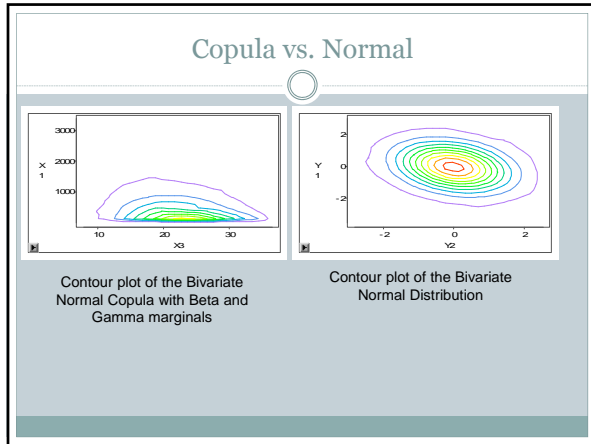 Copula vs. Normal
3000
2000
1000
X
1
10
20
30
X3
Contour plot of the Bivariate
Normal Copula with Beta and
Gamma marginals
2
0
-2
Y
1
-2
0
2
Y2
Contour plot of the Bivariate
Normal Distribution